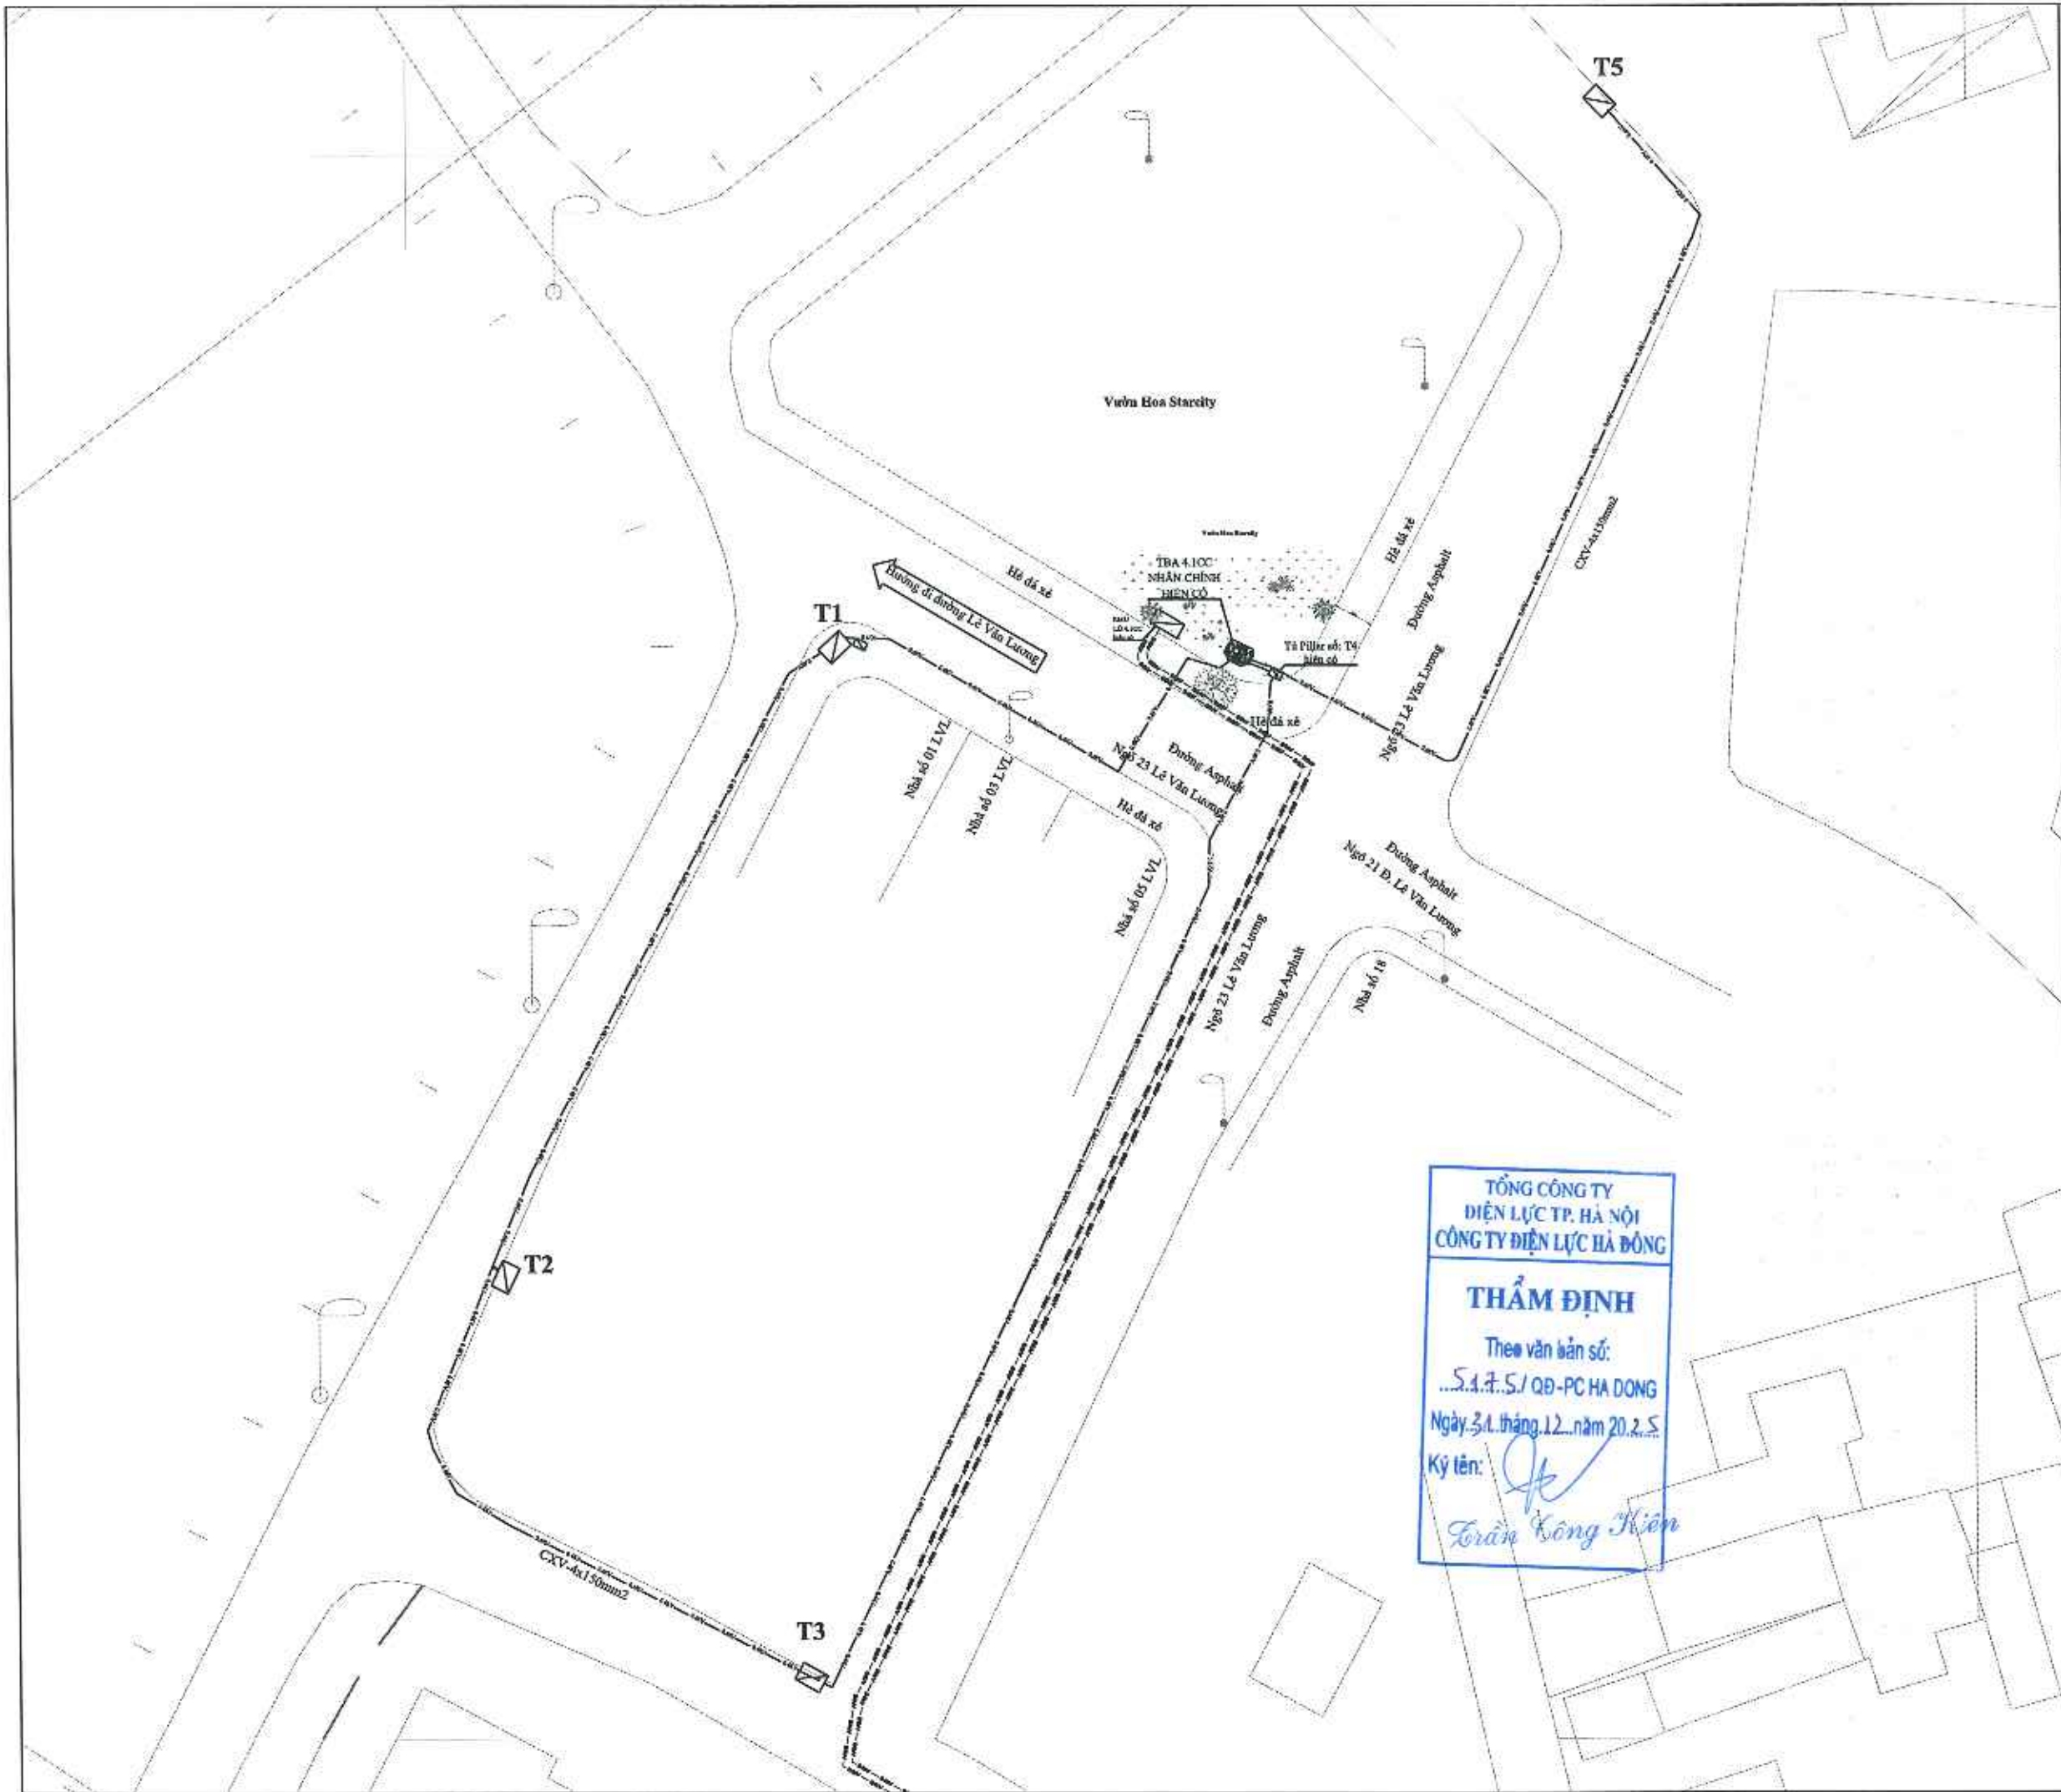 T5
Vườn Hoa Starcity
CXV-4x150mm2
Vườn Hoa Starcity
TBA 4.1CC
NHÂN CHÍNH
HIỆN CÓ
Hè đá xẻ
Hè đá xẻ
Đường Asphalt
Hướng đi đường Lê Văn Lương
T1
Tủ Pillar số: T4
hiện có
Ngõ 23 Lê Văn Lương
Hè đá xẻ
Đường Asphalt
Ngõ 23 Lê Văn Lương
Nhà số 01 LVL
Nhà số 03 LVL
Hè đá xẻ
Nhà số 05 LVL
Đường Asphalt
Ngõ 21 Đ. Lê Văn Lương
Ngõ 23 Lê Văn Lương
Đường Asphalt
Nhà số 18
T2
CXV-4x150mm2
T3
TỔNG CÔNG TY
ĐIỆN LỰC TP. HÀ NỘI
CÔNG TY ĐIỆN LỰC HÀ ĐÔNG
THẨM ĐỊNH
Theo văn bản số:
...5175/ QĐ-PC HA DONG
Ngày 31 tháng 12 năm 2025
Ký tên:
Trần Công Kiên